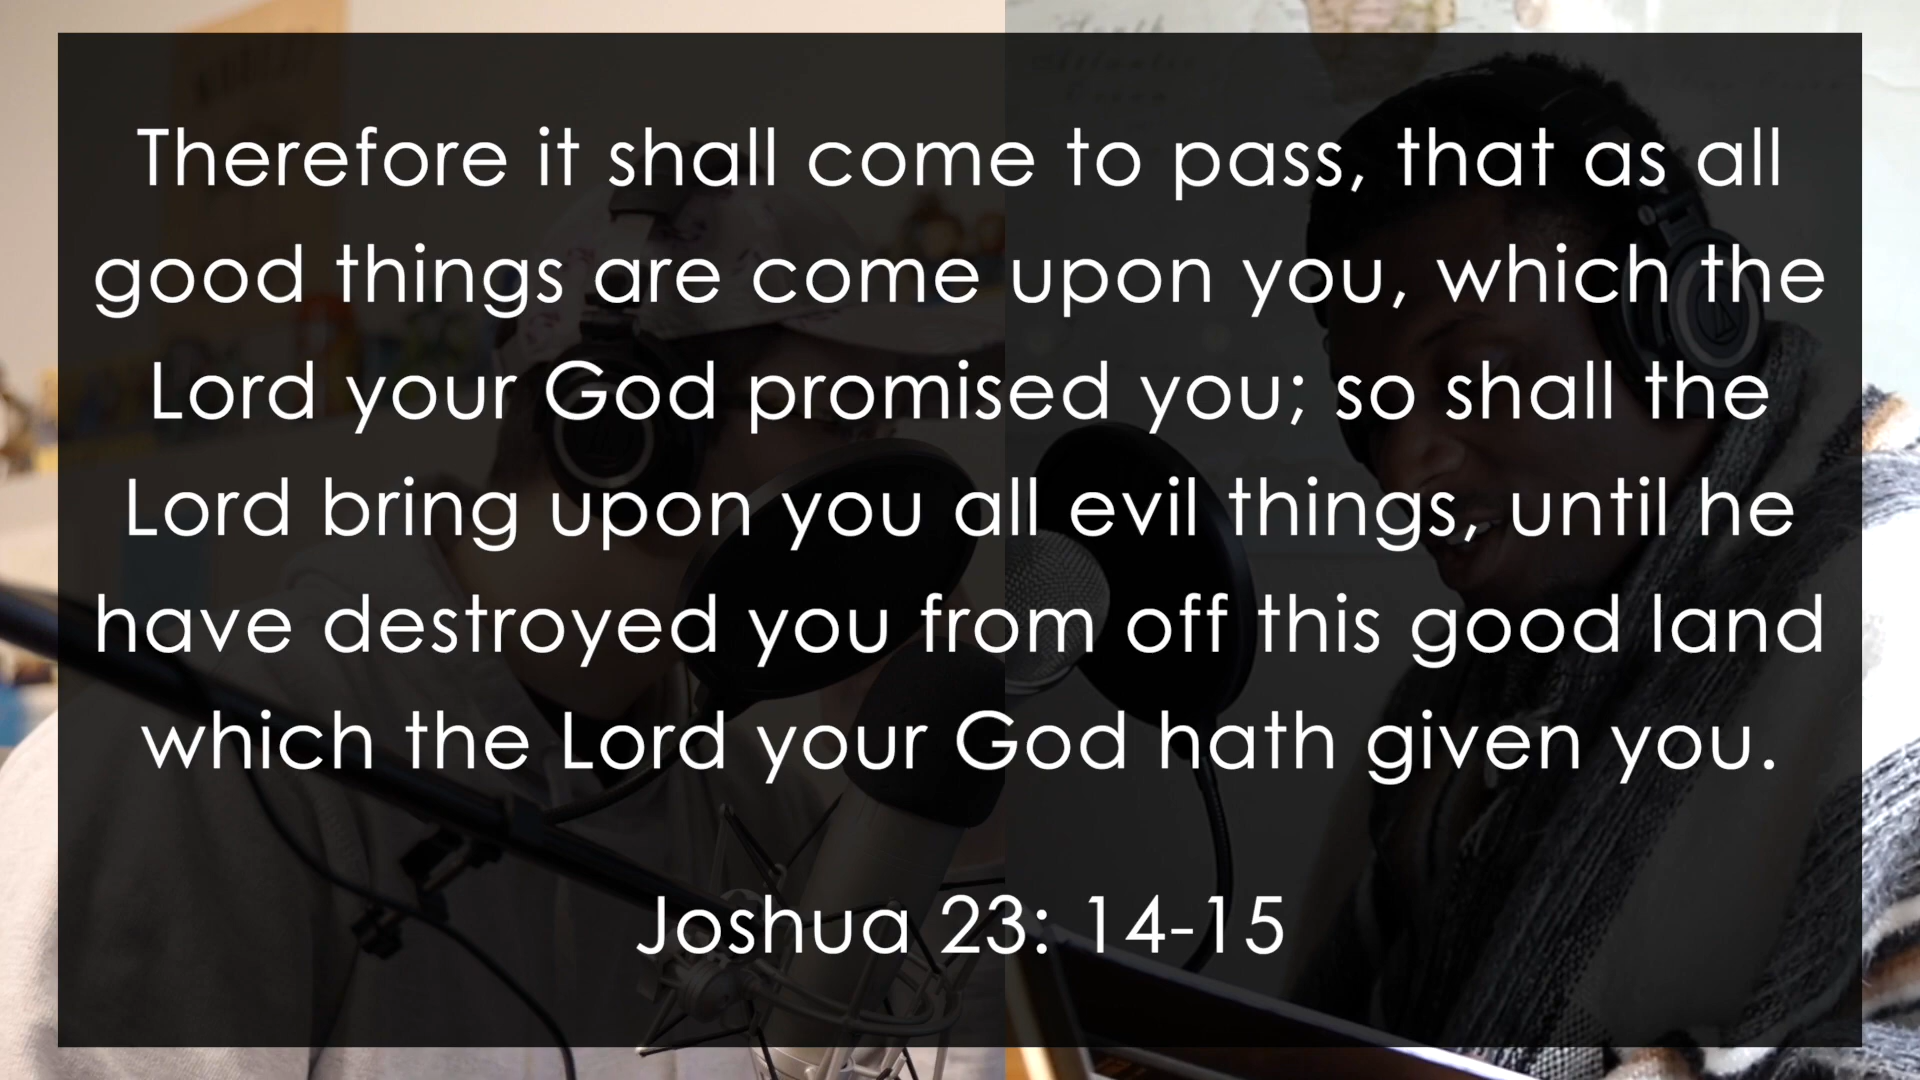 Therefore it shall come to pass, that as all
good things are come upon you, which the
Lord your God promised you; so shall the
Lord bring upon you all evil things, until he
have destroyed you from off this good land
which the Lord your God hath given you.
Joshua 23: 14-15